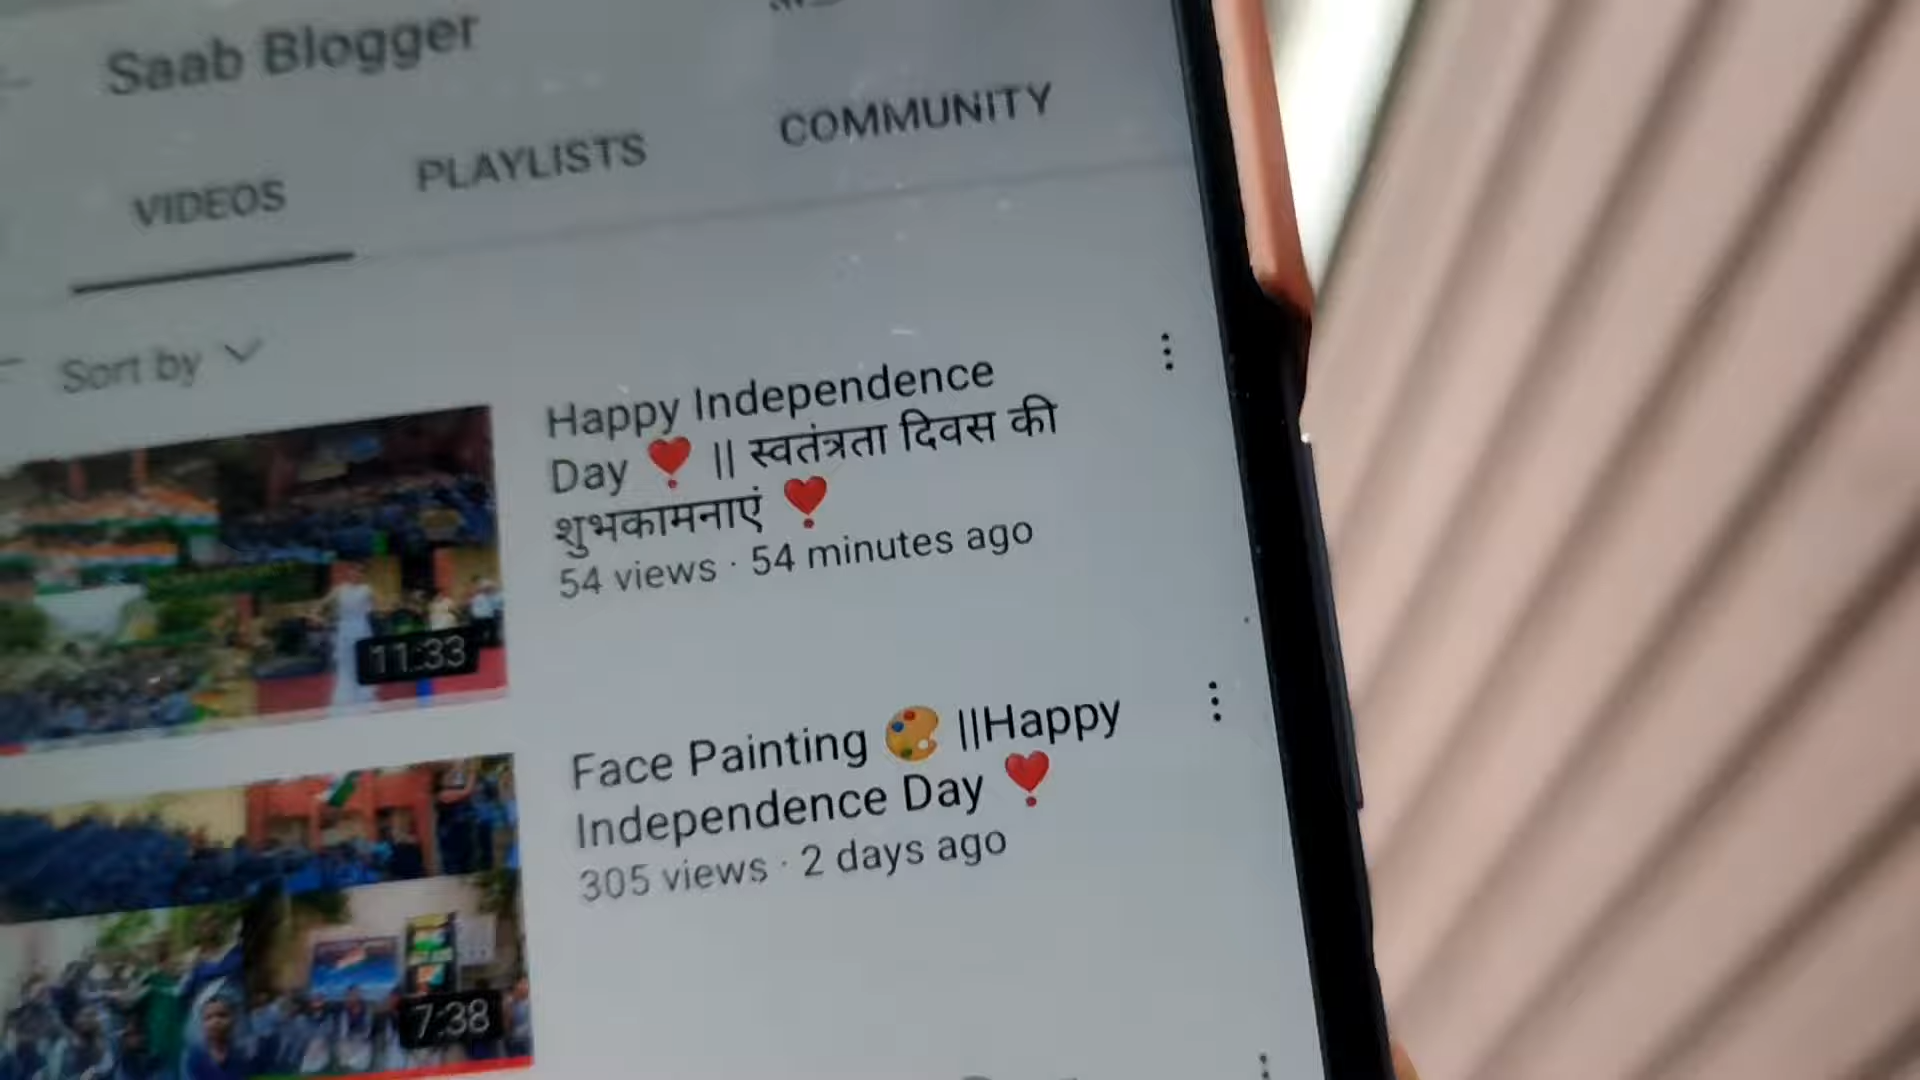 Saab Blogger
VIDEOS PLAYLISTS COMMUNITY
Sort by
Happy Independence
Day ❣️ || स्वतंत्रता दिवस की
शुभकामनाएं ❣️
54 views · 54 minutes ago
11:33
Face Painting 🎨 ||Happy
Independence Day ❣️
305 views · 2 days ago
7:38